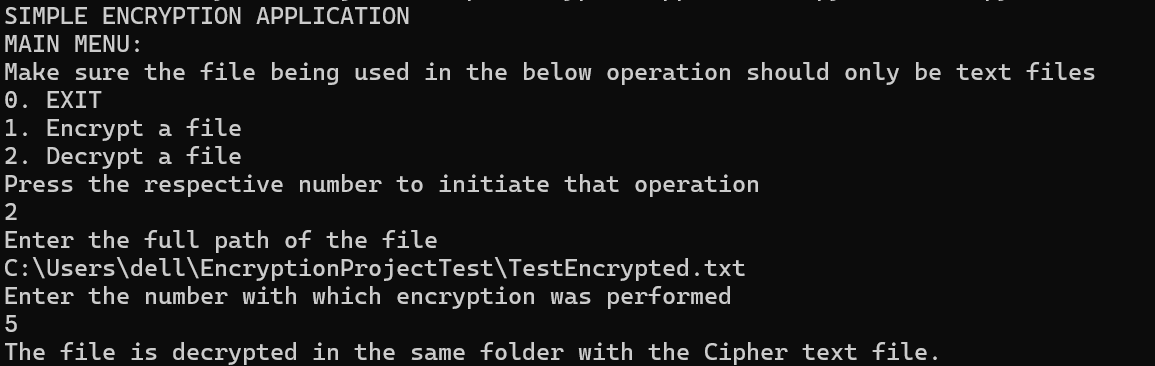 SIMPLE ENCRYPTION APPLICATION
MAIN MENU:
Make sure the file being used in the below operation should only be text files
0. EXIT
1. Encrypt a file
2. Decrypt a file
Press the respective number to initiate that operation
2
Enter the full path of the file
C:\Users\dell\EncryptionProjectTest\TestEncrypted.txt
Enter the number with which encryption was performed
5
The file is decrypted in the same folder with the Cipher text file.